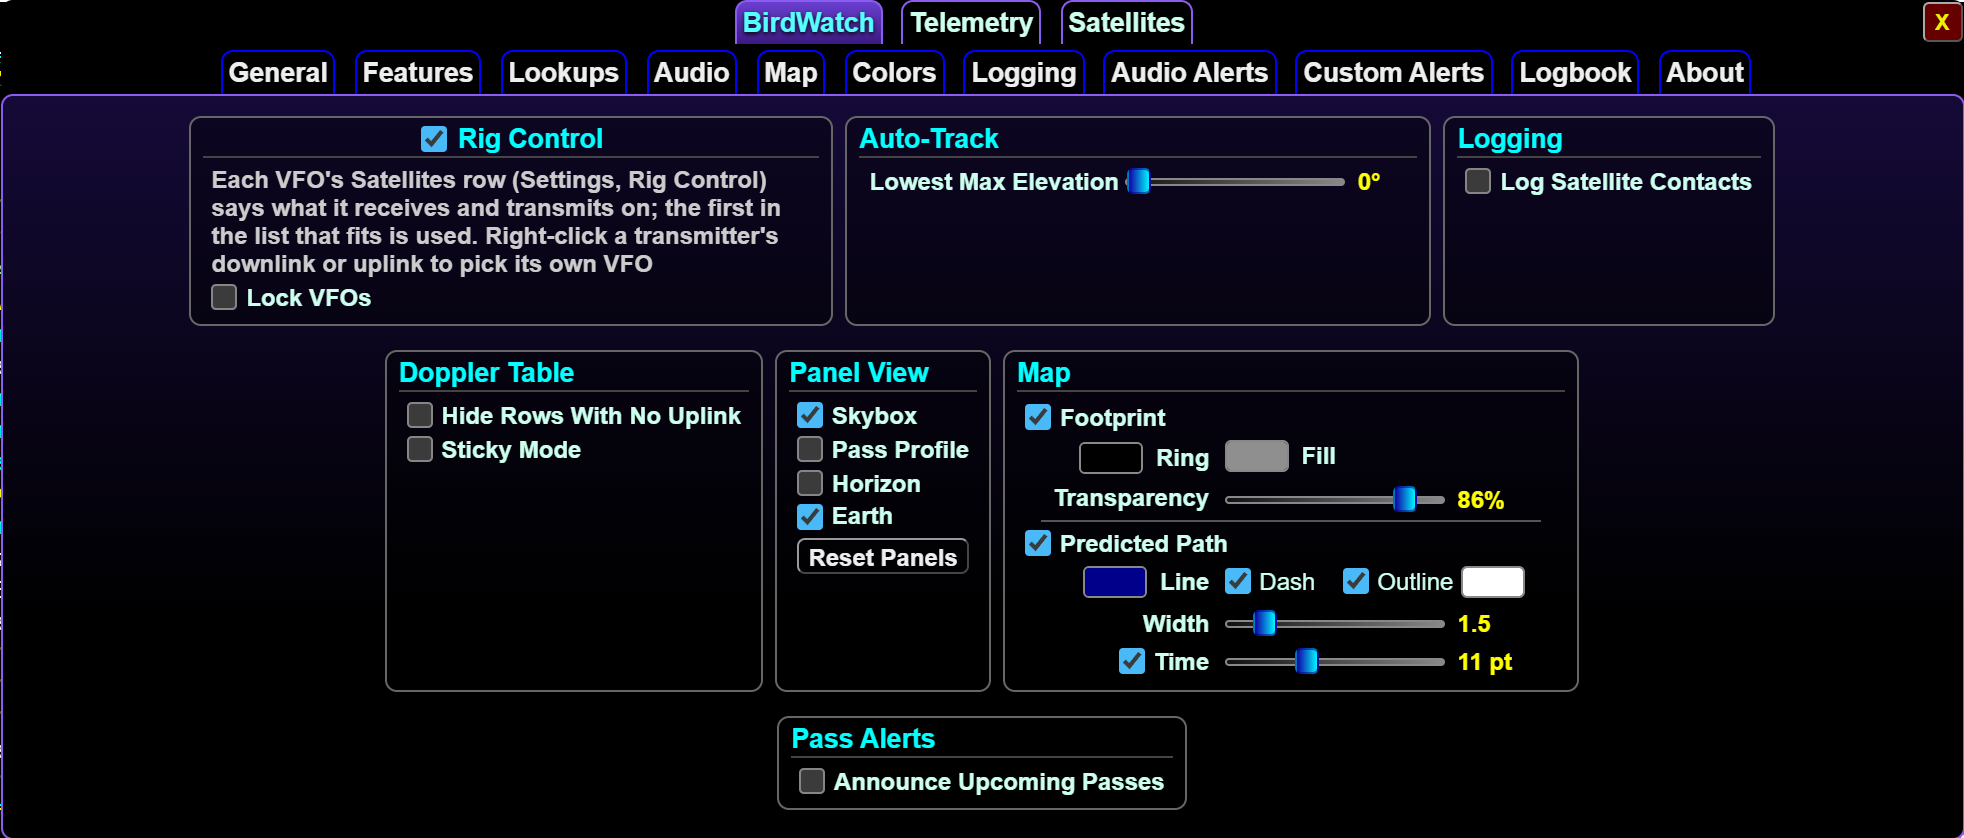 BirdWatch Telemetry Satellites X
General Features Lookups Audio Map Colors Logging Audio Alerts Custom Alerts Logbook About
Rig Control
Each VFO's Satellites row (Settings, Rig Control)
says what it receives and transmits on; the first in
the list that fits is used. Right-click a transmitter's
downlink or uplink to pick its own VFO
Lock VFOs
Auto-Track
Lowest Max Elevation 0°
Logging
Log Satellite Contacts
Doppler Table
Hide Rows With No Uplink
Sticky Mode
Panel View
Skybox
Pass Profile
Horizon
Earth
Reset Panels
Map
Footprint
Ring Fill
Transparency 86%
Predicted Path
Line Dash Outline
Width 1.5
Time 11 pt
Pass Alerts
Announce Upcoming Passes